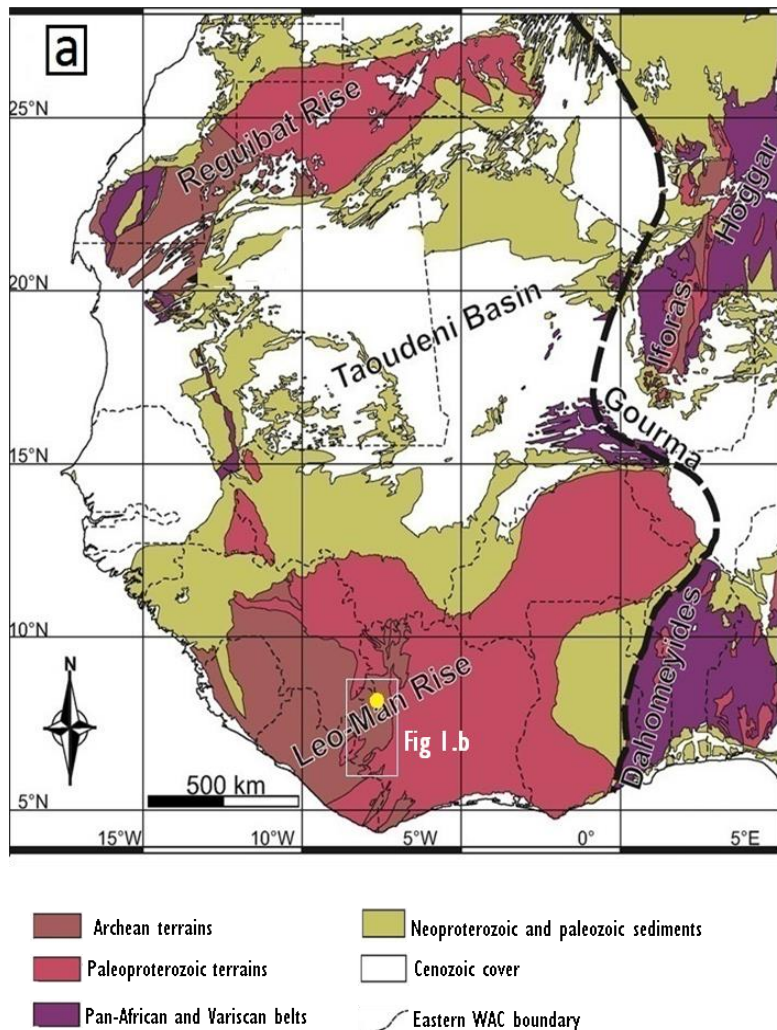 a
25°N
Reguibat Rise
Hoggar
20°N
Taoudeni Basin
Iforas
Gourma
15°N
10°N
N
Leo-Man Rise
Dahomeyides
Fig 1.b
500 km
5°N
15°W
10°W
5°W
0°
5°E
Archean terrains
Neoproterozoic and paleozoic sediments
Paleoproterozoic terrains
Cenozoic cover
Pan-African and Variscan belts
Eastern WAC boundary